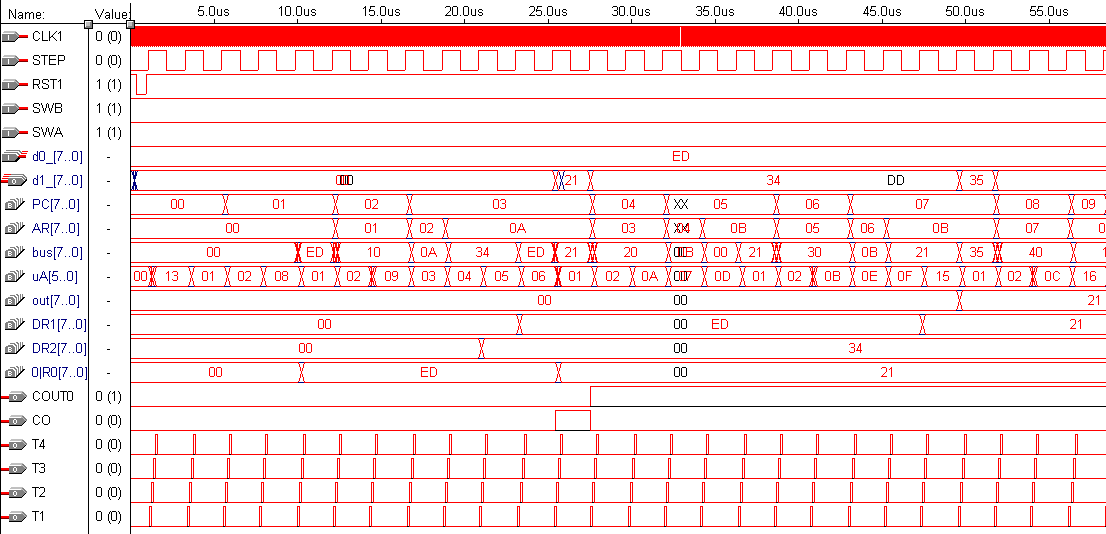 Name: Value: 5.0us 10.0us 15.0us 20.0us 25.0us 30.0us 35.0us 40.0us 45.0us 50.0us 55.0us
CLK1 0 (0)
STEP 0 (0)
RST1 1 (1)
SWB 1 (1)
SWA 1 (1)
d0_[7..0] - ED
d1_[7..0] - 21 34 DD 35
PC[7..0] - 00 01 02 03 04 XX 05 06 07 08 09
AR[7..0] - 00 01 02 0A 03 0B 05 06 0B 07
bus[7..0] - 00 ED 10 0A 34 ED 21 20 00 21 30 0B 21 35 40
uA[5..0] - 00 13 01 02 08 01 02 09 03 04 05 06 01 02 0A 0D 01 02 0B 0E 0F 15 01 02 0C 16
out[7..0] - 00 00 21
DR1[7..0] - 00 00 ED 21
DR2[7..0] - 00 00 34
0|R0[7..0] - 00 ED 00 21
COUT0 0 (1)
CO 0 (0)
T4 0 (0)
T3 0 (0)
T2 0 (0)
T1 0 (0)